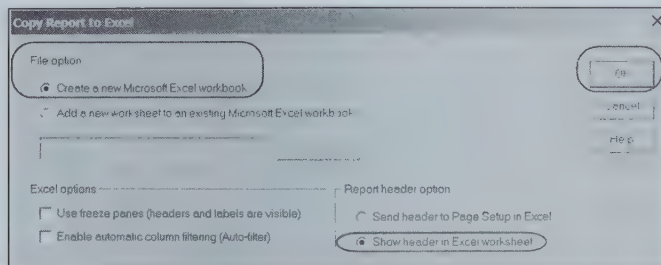 Copy Report to Excel
File option
Create a new Microsoft Excel workbook
Add a new worksheet to an existing Microsoft Excel workbook
Cancel
Help
Excel options
Report header option
Use freeze panes (headers and labels are visible)
Send header to Page Setup in Excel
Enable automatic column filtering (Auto-filter)
Show header in Excel worksheet